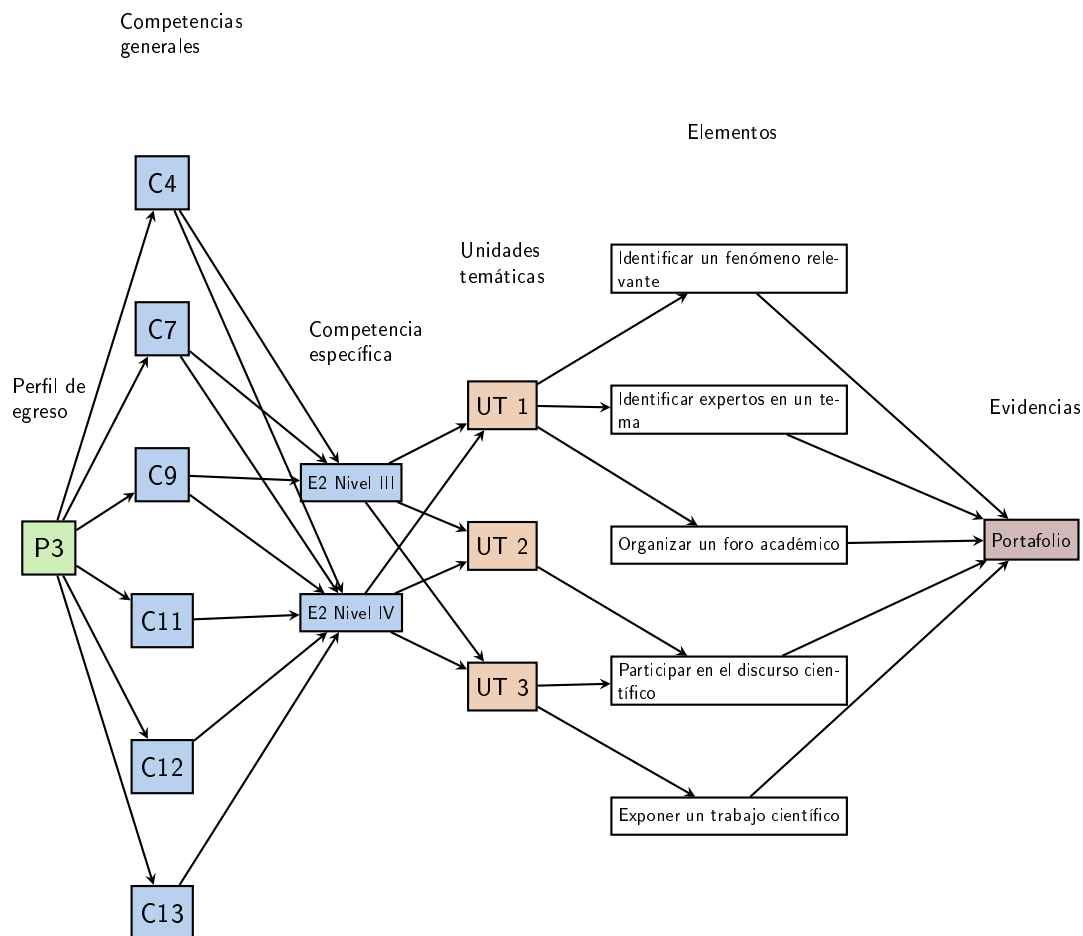 Competencias
generales
Elementos
C4
Unidades
temáticas
Identificar un fenómeno rele-
vante
C7
Competencia
específica
Perfil de
egreso
UT 1
Identificar expertos en un te-
ma
Evidencias
C9
E2 Nivel III
P3
UT 2
Organizar un foro académico
Portafolio
C11
E2 Nivel IV
UT 3
Participar en el discurso cien-
tífico
C12
Exponer un trabajo científico
C13